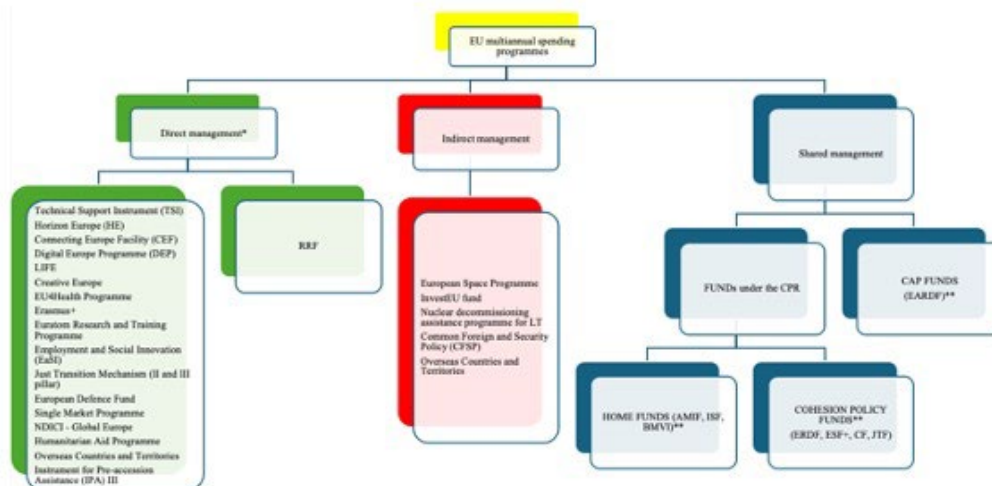 EU multiannual spending
programmes
Direct management*
Indirect management
Shared management
Technical Support Instrument (TSI)
Horizon Europe (HE)
Connecting Europe Facility (CEF)
Digital Europe Programme (DEP)
LIFE
Creative Europe
EU4Health Programme
Erasmus+
Euratom Research and Training
Programme
Employment and Social Innovation
(EaSI)
Just Transition Mechanism (II and III
pillar)
European Defence Fund
Single Market Programme
NDICI - Global Europe
Humanitarian Aid Programme
Overseas Countries and Territories
Instrument for Pre-accession
Assistance (IPA) III
RRF
European Space Programme
InvestEU fund
Nuclear decommissioning
assistance programme for LT
Common Foreign and Security
Policy (CFSP)
Overseas Countries and
Territories
FUNDs under the CPR
CAP FUNDS
(EARDF)**
HOME FUNDS (AMIF, ISF,
BMVI)**
COHESION POLICY
FUNDS**
(ERDF, ESF+, CF, JTF)